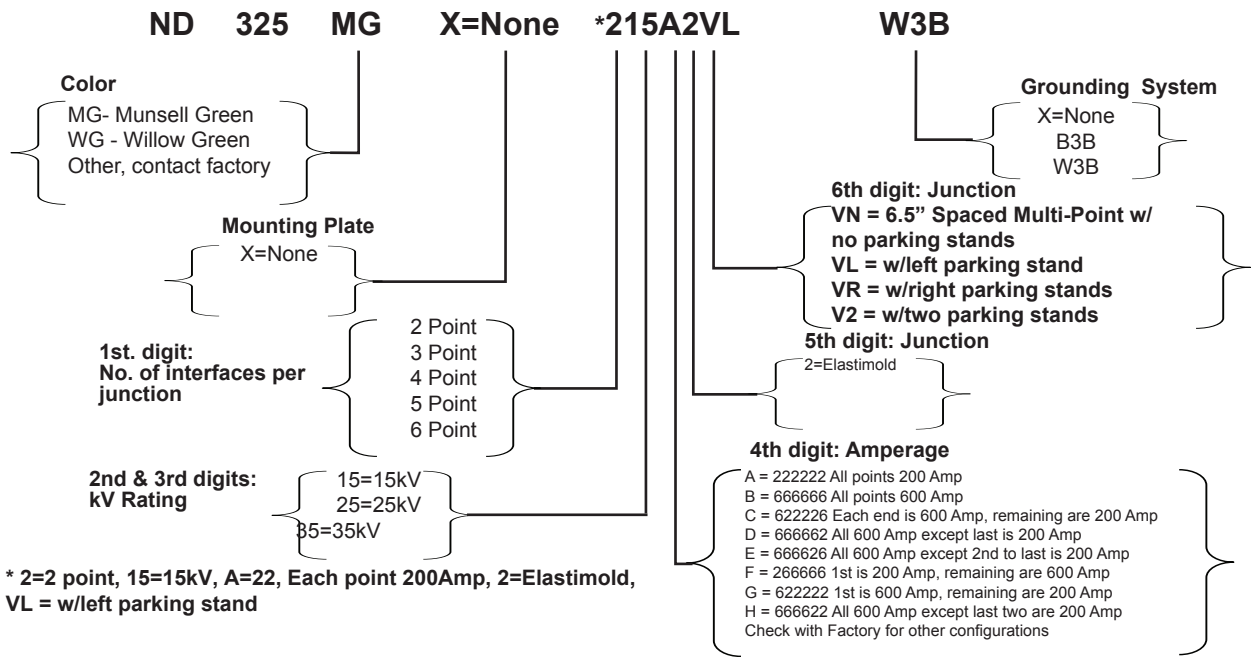 ND 325 MG X=None *215A2VL W3B
Color
MG- Munsell Green
WG - Willow Green
Other, contact factory
Mounting Plate
X=None
1st. digit:
No. of interfaces per
junction
2 Point
3 Point
4 Point
5 Point
6 Point
2nd & 3rd digits:
kV Rating
15=15kV
25=25kV
35=35kV
* 2=2 point, 15=15kV, A=22, Each point 200Amp, 2=Elastimold,
VL = w/left parking stand
Grounding System
X=None
B3B
W3B
6th digit: Junction
VN = 6.5” Spaced Multi-Point w/
no parking stands
VL = w/left parking stand
VR = w/right parking stands
V2 = w/two parking stands
5th digit: Junction
2=Elastimold
4th digit: Amperage
A = 222222 All points 200 Amp
B = 666666 All points 600 Amp
C = 622226 Each end is 600 Amp, remaining are 200 Amp
D = 666662 All 600 Amp except last is 200 Amp
E = 666626 All 600 Amp except 2nd to last is 200 Amp
F = 266666 1st is 200 Amp, remaining are 600 Amp
G = 622222 1st is 600 Amp, remaining are 200 Amp
H = 666622 All 600 Amp except last two are 200 Amp
Check with Factory for other configurations